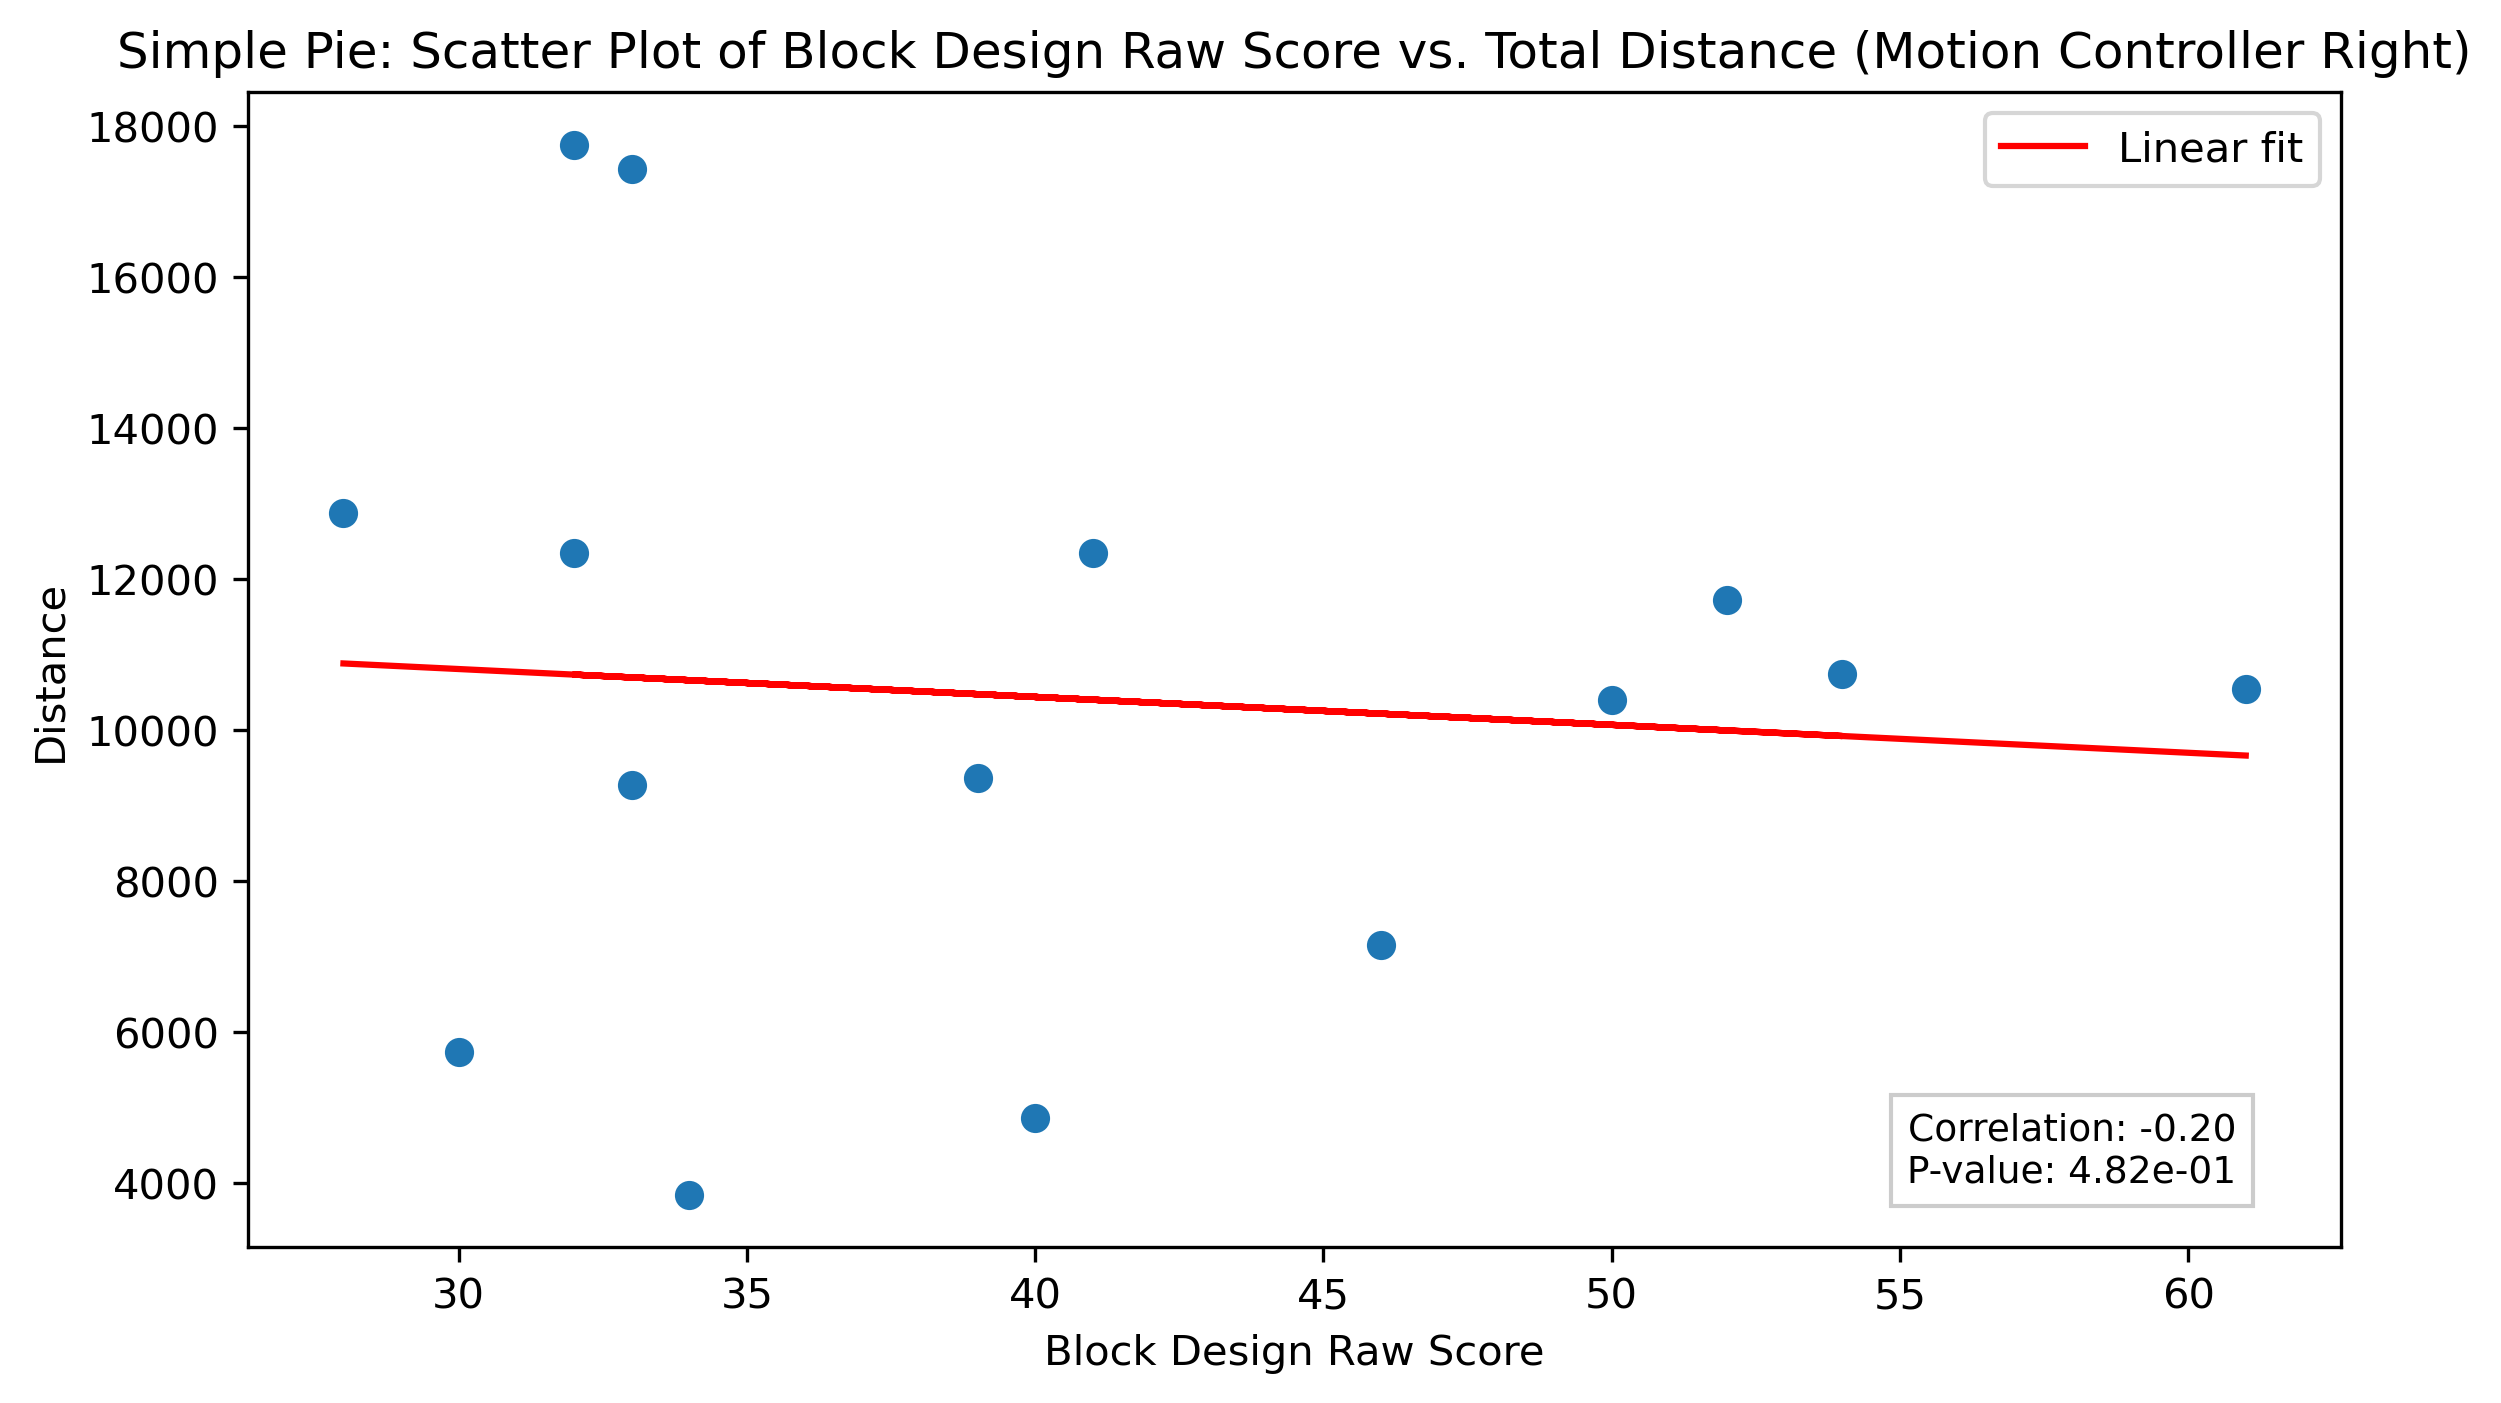 Simple Pie: Scatter Plot of Block Design Raw Score vs. Total Distance (Motion Controller Right)
Linear fit
18000
16000
14000
12000
10000
8000
6000
4000
Distance
Correlation: -0.20
P-value: 4.82e-01
30 35 40 45 50 55 60
Block Design Raw Score